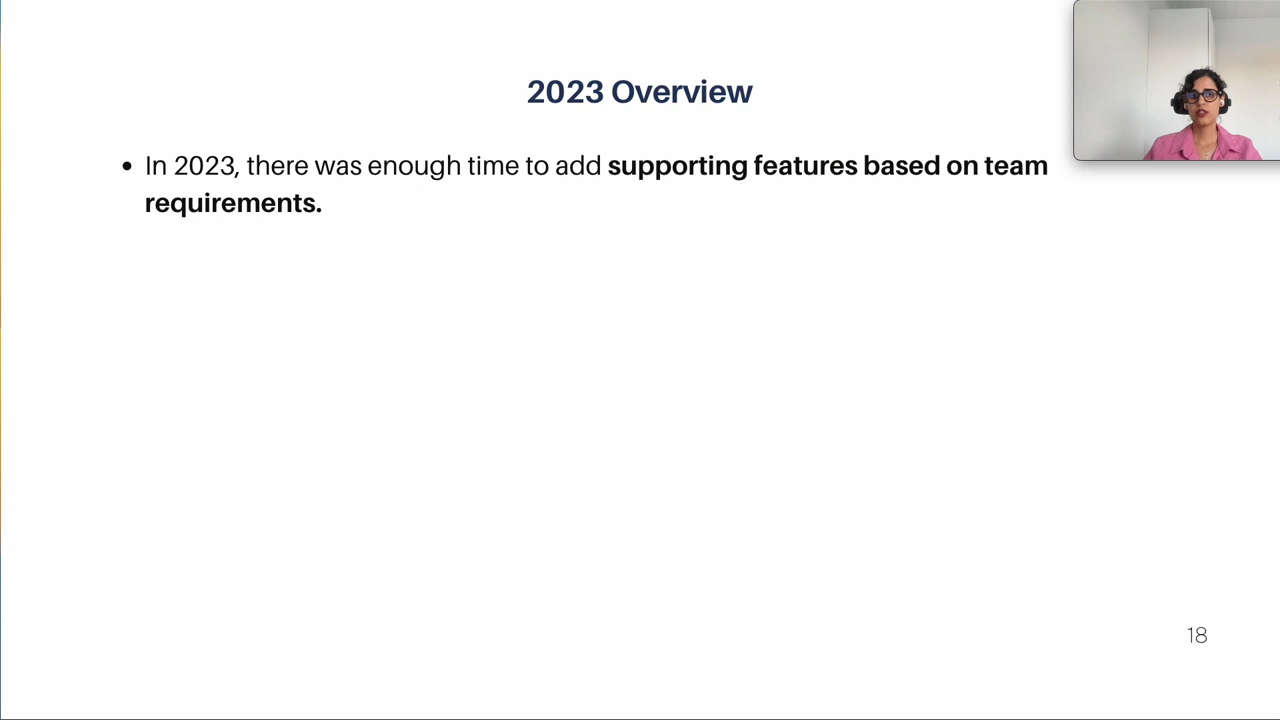 2023 Overview
• In 2023, there was enough time to add supporting features based on team
requirements.
18